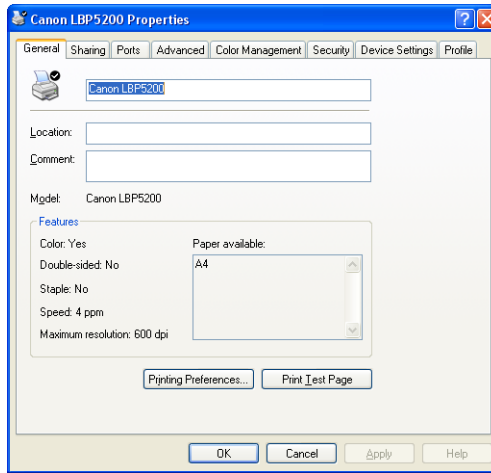 Canon LBP5200 Properties
General Sharing Ports Advanced Color Management Security Device Settings Profile
Canon LBP5200
Location:
Comment:
Model: Canon LBP5200
Features
Color: Yes Paper available:
Double-sided: No A4
Staple: No
Speed: 4 ppm
Maximum resolution: 600 dpi
Printing Preferences... Print Test Page
OK Cancel Apply Help